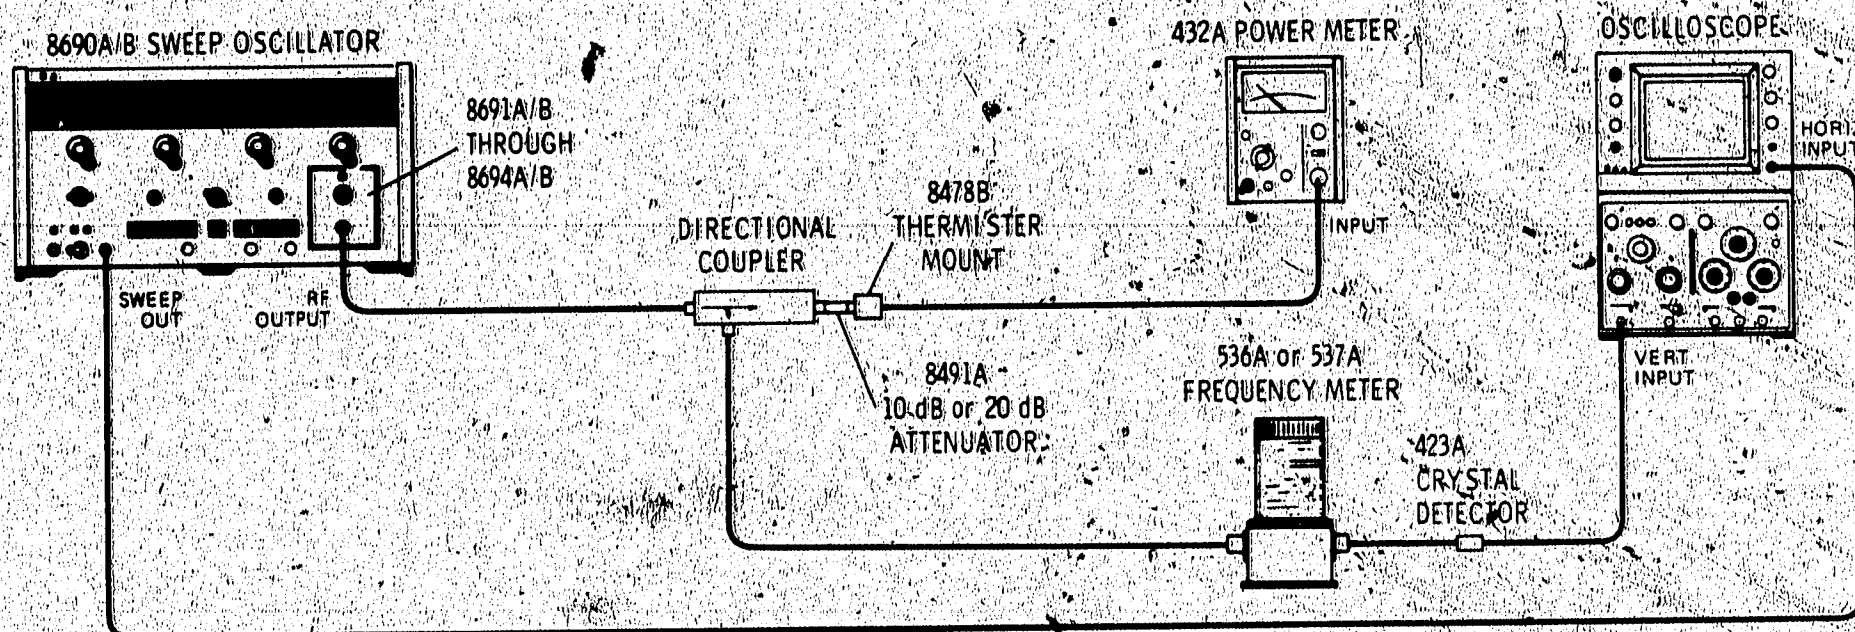 8690A/B SWEEP OSCILLATOR
8691A/B
THROUGH
8694A/B
SWEEP
OUT
RF
OUTPUT
DIRECTIONAL
COUPLER
8478B
THERMISTER
MOUNT
8491A
10 dB or 20 dB
ATTENUATOR
432A POWER METER
INPUT
536A or 537A
FREQUENCY METER
423A
CRYSTAL
DETECTOR
OSCILLOSCOPE
HORIZ
INPUT
VERT
INPUT